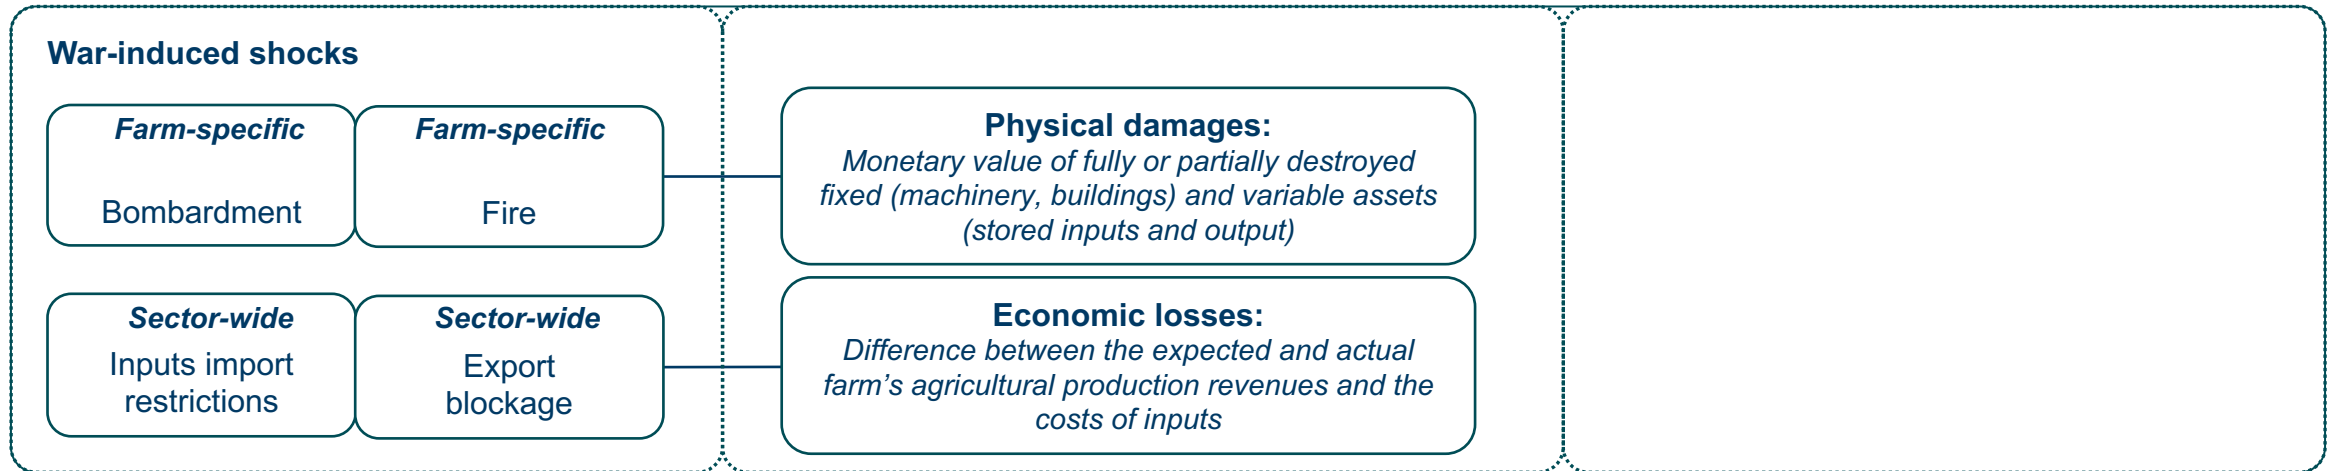 War-induced shocks
Farm-specific
Bombardment
Farm-specific
Fire
Physical damages:
Monetary value of fully or partially destroyed
fixed (machinery, buildings) and variable assets
(stored inputs and output)
Sector-wide
Inputs import
restrictions
Sector-wide
Export
blockage
Economic losses:
Difference between the expected and actual
farm’s agricultural production revenues and the
costs of inputs